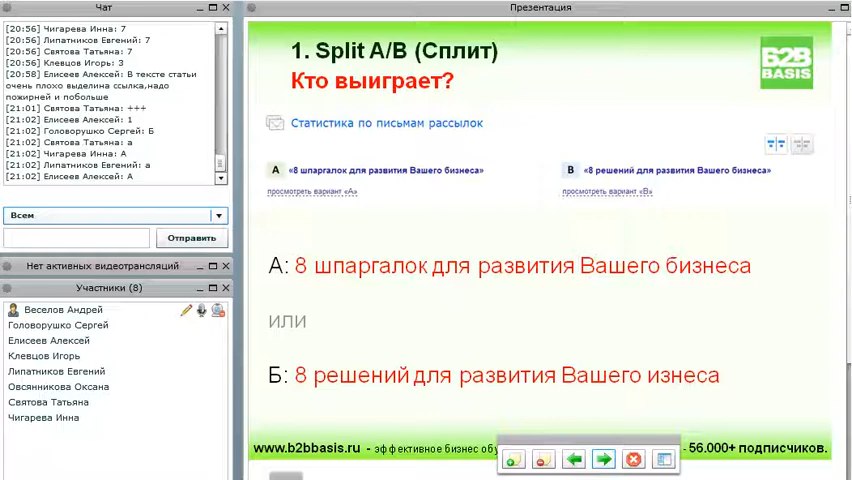 Чат
[20:56] Чигарева Инна: 7
[20:56] Липатников Евгений: 7
[20:56] Святова Татьяна: 7
[20:56] Клевцов Игорь: 3
[20:58] Елисеев Алексей: В тексте статьи
очень плохо выделина ссылка,надо
пожирней и побольше
[21:01] Святова Татьяна: +++
[21:02] Елисеев Алексей: 1
[21:02] Головорушко Сергей: Б
[21:02] Святова Татьяна: а
[21:02] Чигарева Инна: А
[21:02] Липатников Евгений: а
[21:02] Елисеев Алексей: А
Всем
Отправить
Нет активных видеотрансляций
Участники (8)
Веселов Андрей
Головорушко Сергей
Елисеев Алексей
Клевцов Игорь
Липатников Евгений
Овсянникова Оксана
Святова Татьяна
Чигарева Инна
Презентация
1. Split A/B (Сплит)
Кто выиграет?
B2B
BASIS
Статистика по письмам рассылок
A «8 шпаргалок для развития Вашего бизнеса»
просмотреть вариант «A»
B «8 решений для развития Вашего бизнеса»
просмотреть вариант «B»
А: 8 шпаргалок для развития Вашего бизнеса
или
Б: 8 решений для развития Вашего изнеса
www.b2bbasis.ru - эффективное бизнес обу - 56.000+ подписчиков.